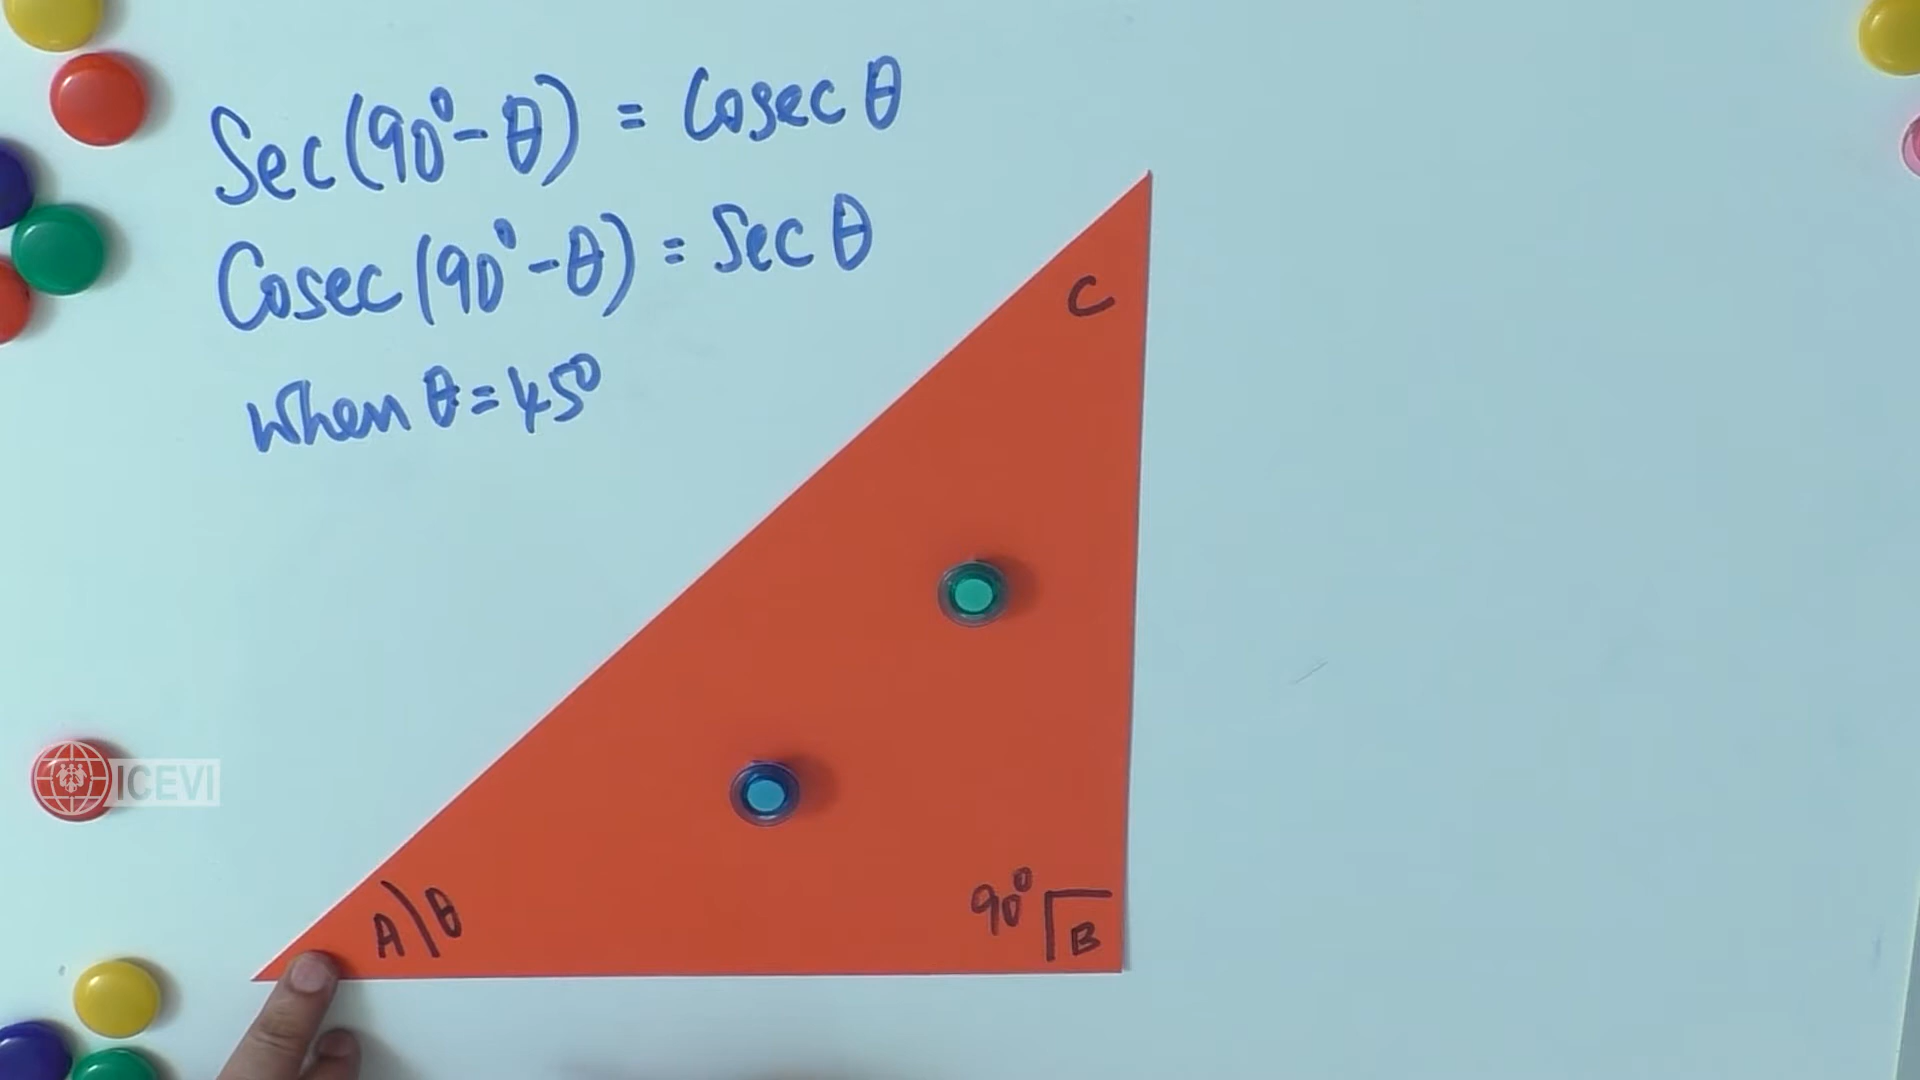 Sec(90°-θ) = Cosec θ
Cosec(90°-θ) = Sec θ
When θ = 45°
C
ICEVI
A θ
90° B